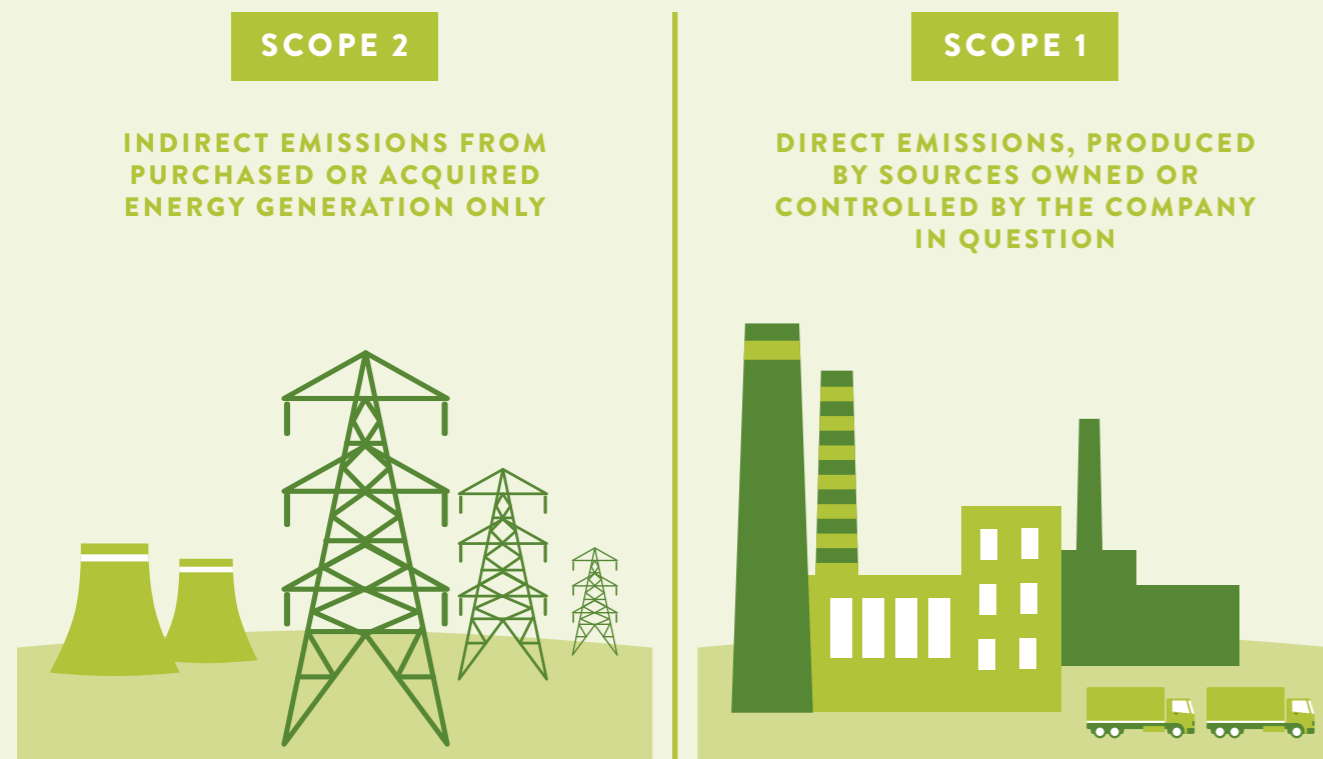 SCOPE 2
INDIRECT EMISSIONS FROM
PURCHASED OR ACQUIRED
ENERGY GENERATION ONLY
SCOPE 1
DIRECT EMISSIONS, PRODUCED
BY SOURCES OWNED OR
CONTROLLED BY THE COMPANY
IN QUESTION